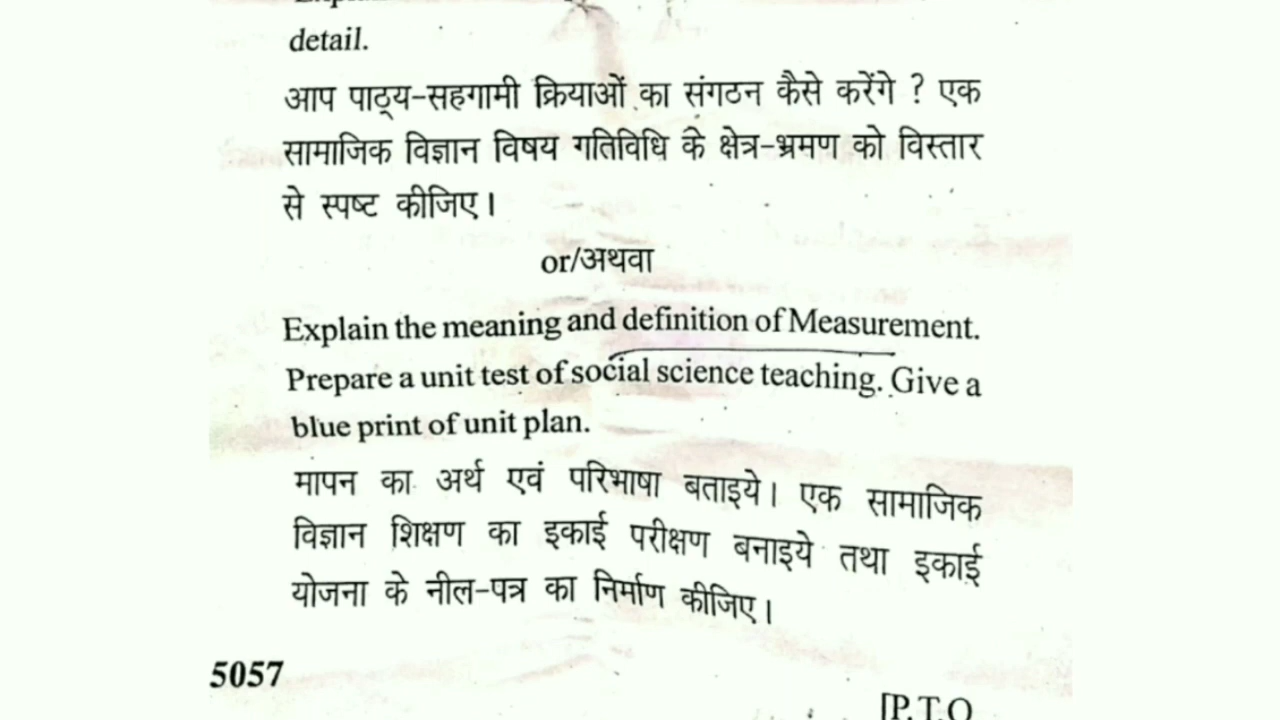 detail.
आप पाठ्य-सहगामी क्रियाओं का संगठन कैसे करेंगे ? एक
सामाजिक विज्ञान विषय गतिविधि के क्षेत्र-भ्रमण को विस्तार
से स्पष्ट कीजिए।
or/अथवा
Explain the meaning and definition of Measurement.
Prepare a unit test of social science teaching. Give a
blue print of unit plan.
मापन का अर्थ एवं परिभाषा बताइये। एक सामाजिक
विज्ञान शिक्षण का इकाई परीक्षण बनाइये तथा इकाई
योजना के नील-पत्र का निर्माण कीजिए।
5057
[P.T.O